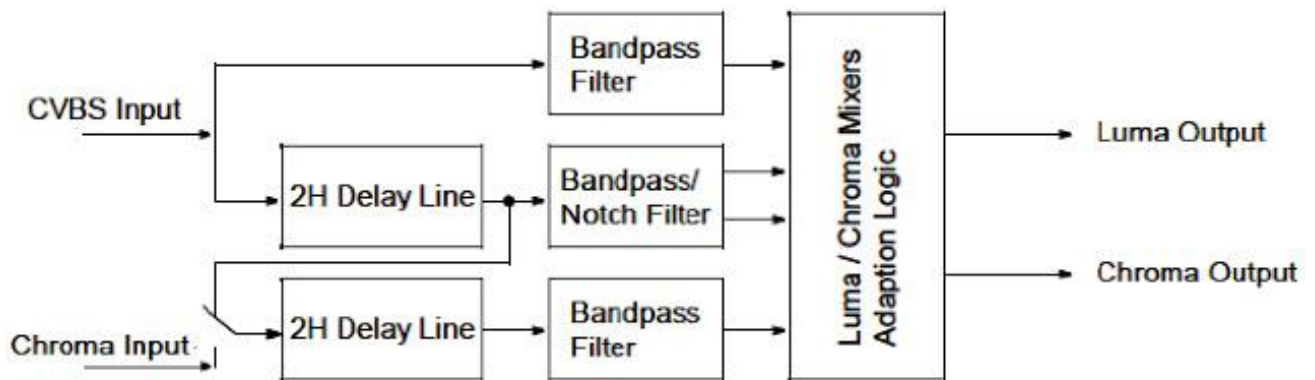 Bandpass
Filter
CVBS Input
2H Delay Line
Bandpass/
Notch Filter
Luma / Chroma Mixers
Adaption Logic
Luma Output
Chroma Output
Chroma Input
2H Delay Line
Bandpass
Filter